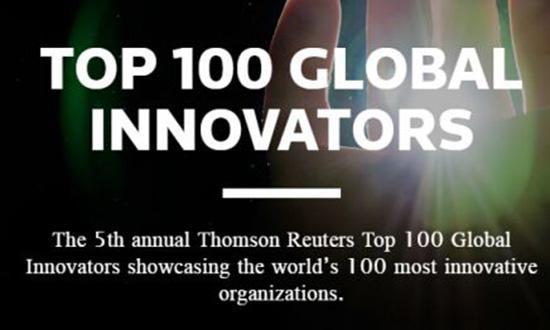 TOP 100 GLOBAL
INNOVATORS
The 5th annual Thomson Reuters Top 100 Global
Innovators showcasing the world's 100 most innovative
organizations.